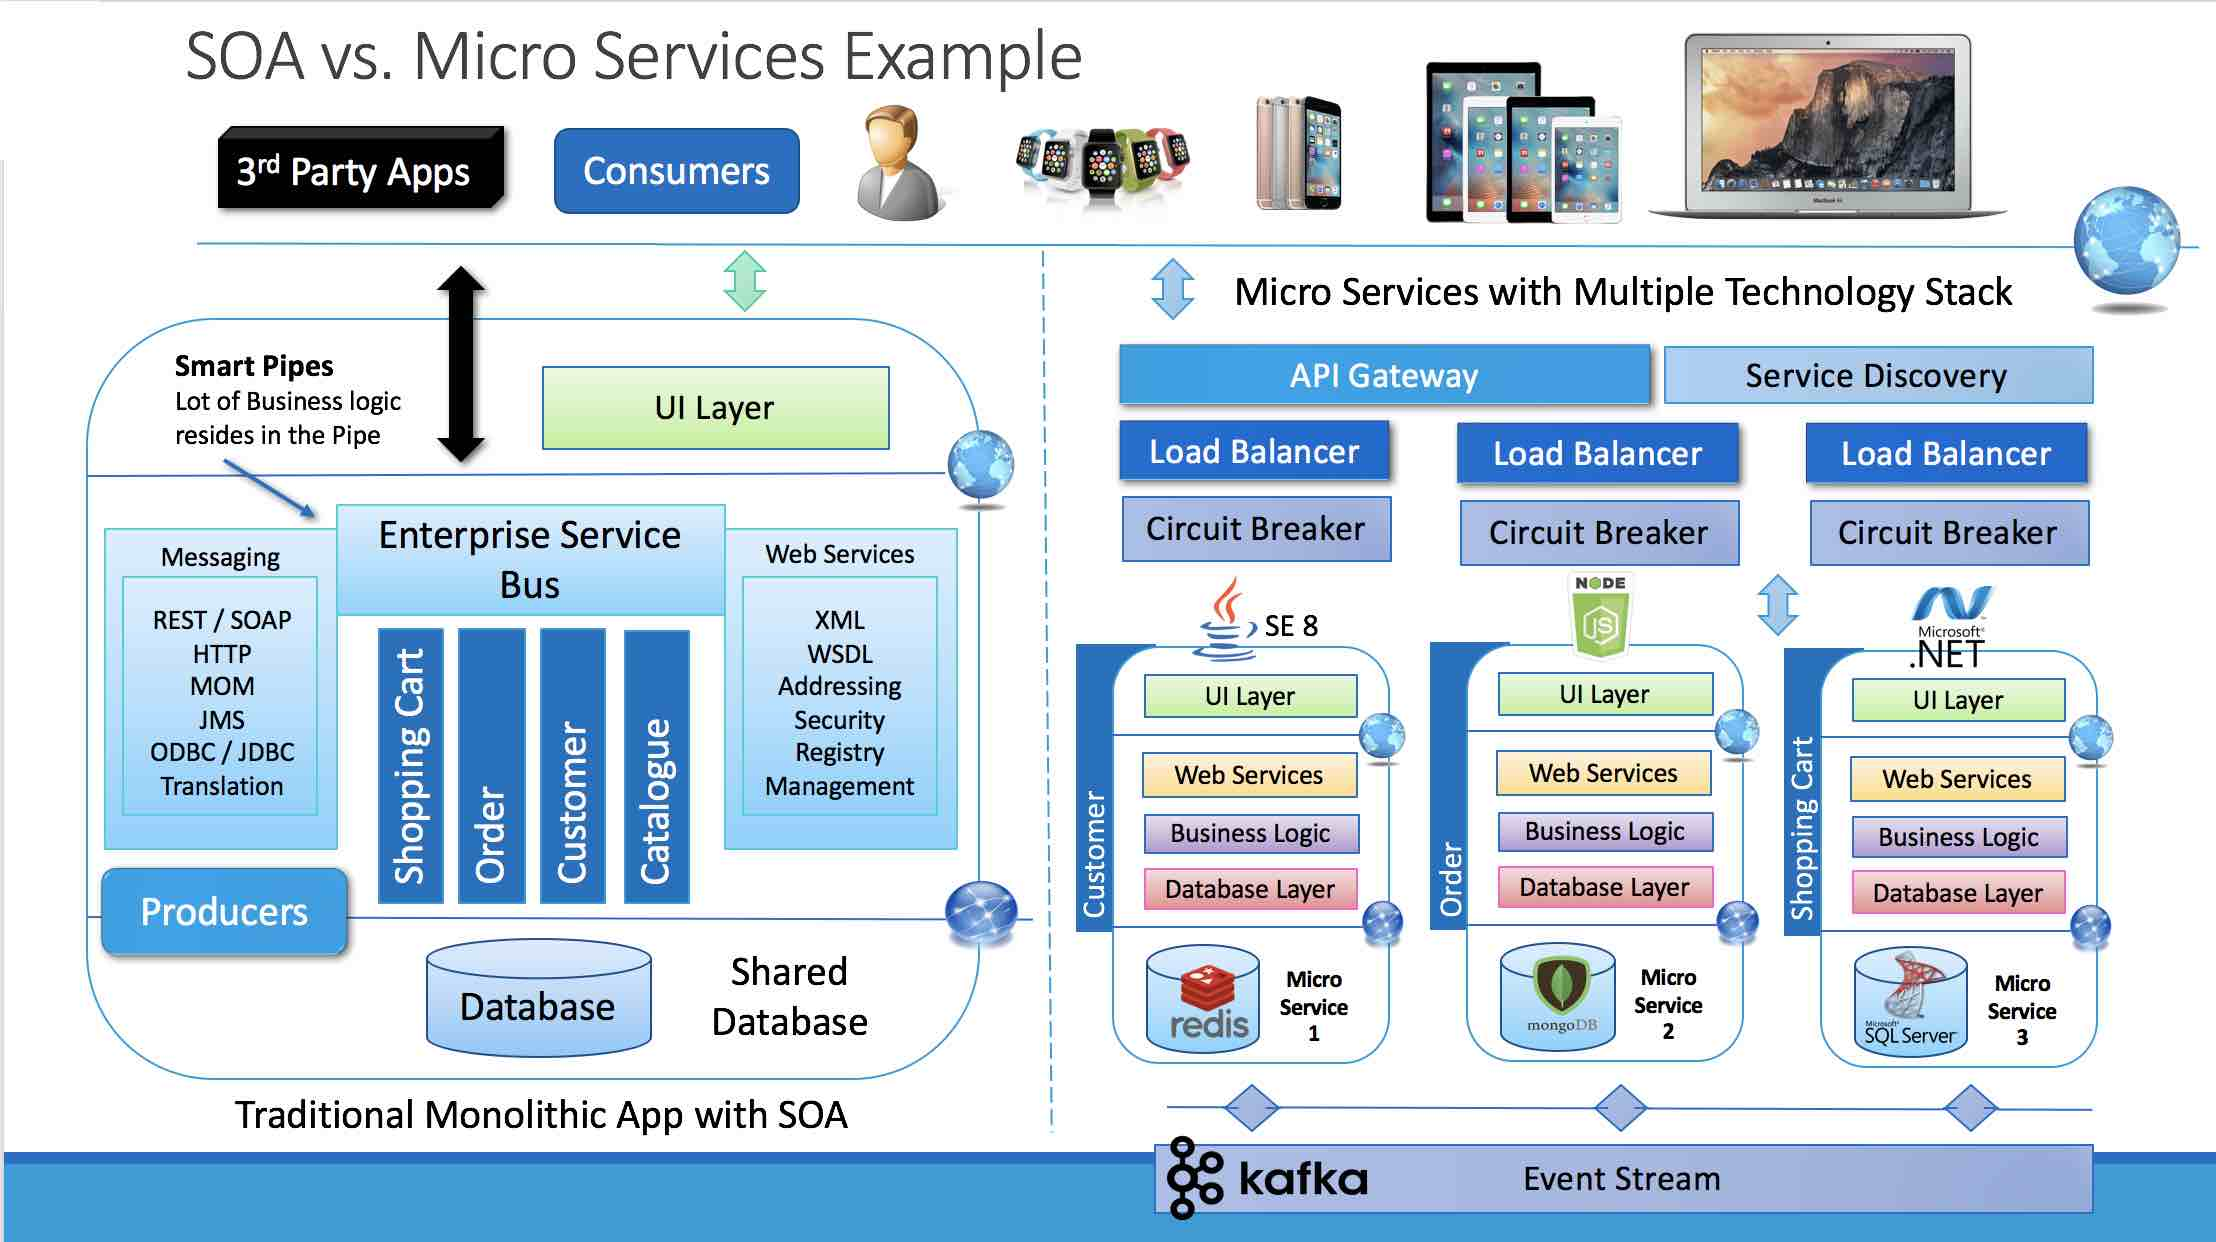 SOA vs. Micro Services Example
3rd Party Apps
Consumers
Smart Pipes
Lot of Business logic
resides in the Pipe
UI Layer
Enterprise Service
Bus
Messaging
REST / SOAP
HTTP
MOM
JMS
ODBC / JDBC
Translation
Shopping Cart
Order
Customer
Catalogue
Web Services
XML
WSDL
Addressing
Security
Registry
Management
Producers
Database
Shared
Database
Traditional Monolithic App with SOA
Micro Services with Multiple Technology Stack
API Gateway
Service Discovery
Load Balancer
Load Balancer
Load Balancer
Circuit Breaker
Circuit Breaker
Circuit Breaker
SE 8
Customer
UI Layer
Web Services
Business Logic
Database Layer
redis
Micro
Service
1
NODE
JS
Order
UI Layer
Web Services
Business Logic
Database Layer
mongoDB
Micro
Service
2
Microsoft
.NET
Shopping Cart
UI Layer
Web Services
Business Logic
Database Layer
Microsoft
SQL Server
Micro
Service
3
kafka
Event Stream